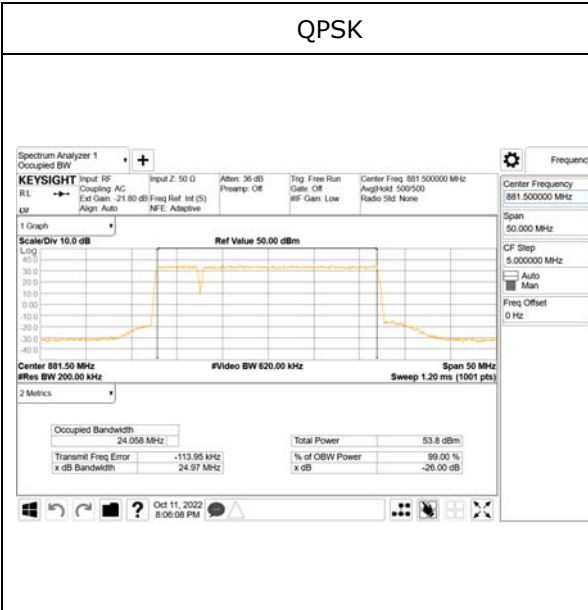 QPSK
Spectrum Analyzer 1
Occupied BW
+
Frequenc
KEYSIGHT
RL
Input: RF
Coupling: AC
Ext Gain: -21.80 dB
Align: Auto
Input Z: 50 Ω
Freq Ref: Int (S)
NFE: Adaptive
Atten: 36 dB
Preamp: Off
Trig: Free Run
Gate: Off
#IF Gain: Low
Center Freq: 881.500000 MHz
Avg|Hold: 500/500
Radio Std: None
Center Frequency
881.500000 MHz
Span
50.000 MHz
CF Step
5.000000 MHz
Auto
Man
Freq Offset
0 Hz
1 Graph
Scale/Div 10.0 dB
Ref Value 50.00 dBm
Log
40.0
30.0
20.0
10.0
0.00
-10.0
-20.0
-30.0
-40.0
Center 881.50 MHz
#Video BW 620.00 kHz
Span 50 MHz
#Res BW 200.00 kHz
Sweep 1.20 ms (1001 pts)
2 Metrics
Occupied Bandwidth
24.058 MHz
Total Power 53.8 dBm
Transmit Freq Error -113.95 kHz
% of OBW Power 99.00 %
x dB Bandwidth 24.97 MHz
x dB -26.00 dB
?
Oct 11, 2022
8:06:08 PM